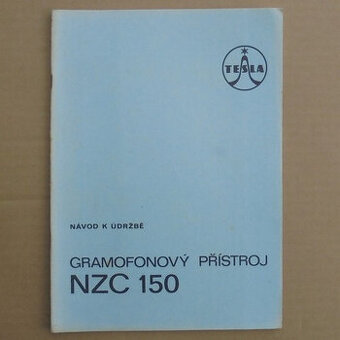 TESLA
NÁVOD K ÚDRŽBĚ
GRAMOFONOVÝ PŘÍSTROJ
NZC 150